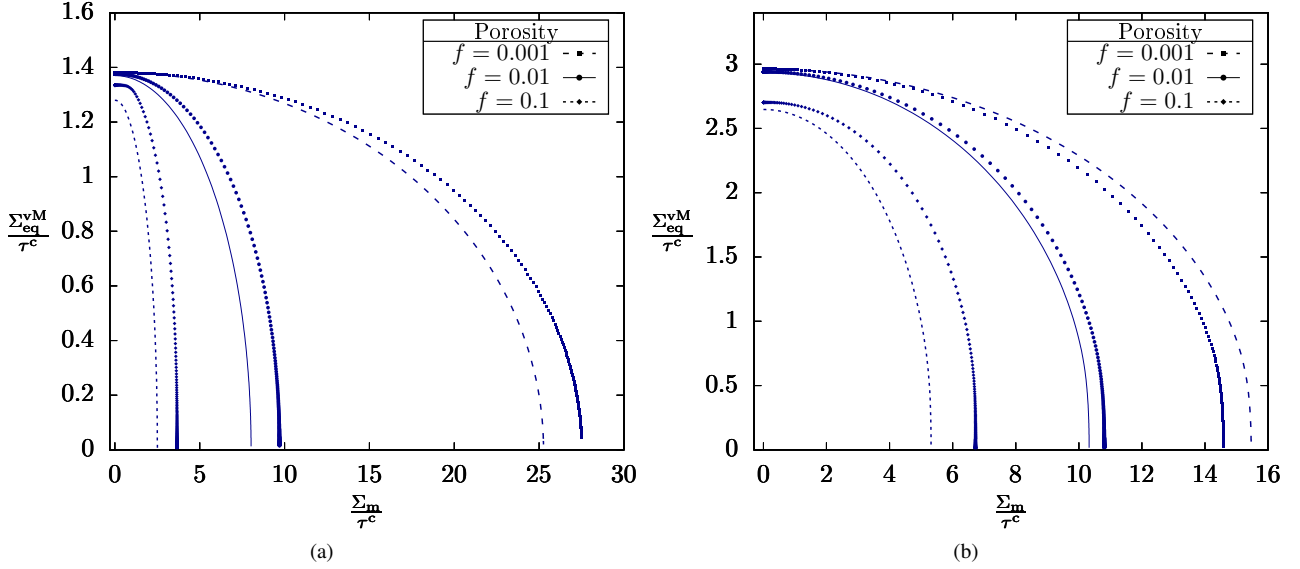 1.6
1.4
1.2
1
0.8
0.6
0.4
0.2
0
Σ_eq^vM / τ^c
Porosity
f = 0.001
f = 0.01
f = 0.1
0 5 10 15 20 25 30
Σ_m / τ^c
(a)
3
2.5
2
1.5
1
0.5
0
Σ_eq^vM / τ^c
Porosity
f = 0.001
f = 0.01
f = 0.1
0 2 4 6 8 10 12 14 16
Σ_m / τ^c
(b)